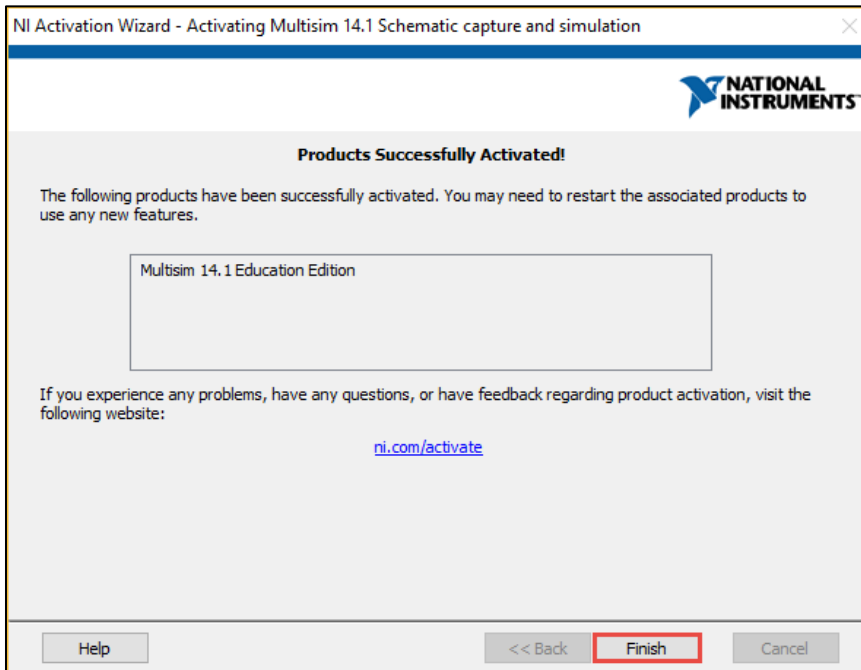 NI Activation Wizard - Activating Multisim 14.1 Schematic capture and simulation
NATIONAL
INSTRUMENTS™
Products Successfully Activated!
The following products have been successfully activated. You may need to restart the associated products to
use any new features.
Multisim 14.1 Education Edition
If you experience any problems, have any questions, or have feedback regarding product activation, visit the
following website:
ni.com/activate
Help
<< Back
Finish
Cancel